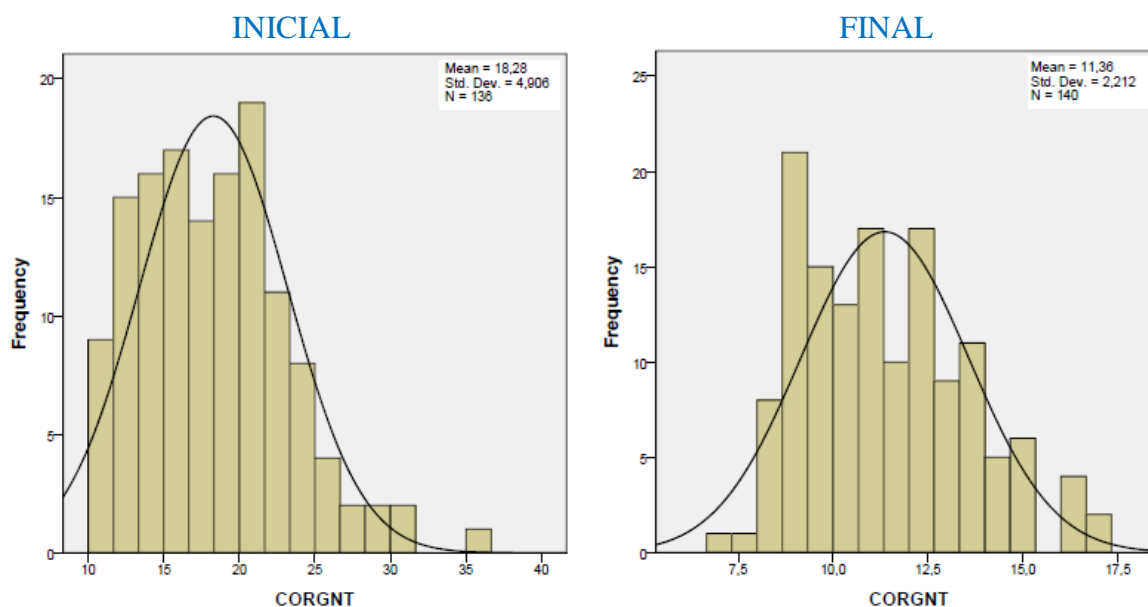 INICIAL
Mean = 18,28
Std. Dev. = 4,906
N = 136
Frequency
20
15
10
5
0
10 15 20 25 30 35 40
CORGNT
FINAL
Mean = 11,36
Std. Dev. = 2,212
N = 140
Frequency
25
20
15
10
5
0
7,5 10,0 12,5 15,0 17,5
CORGNT